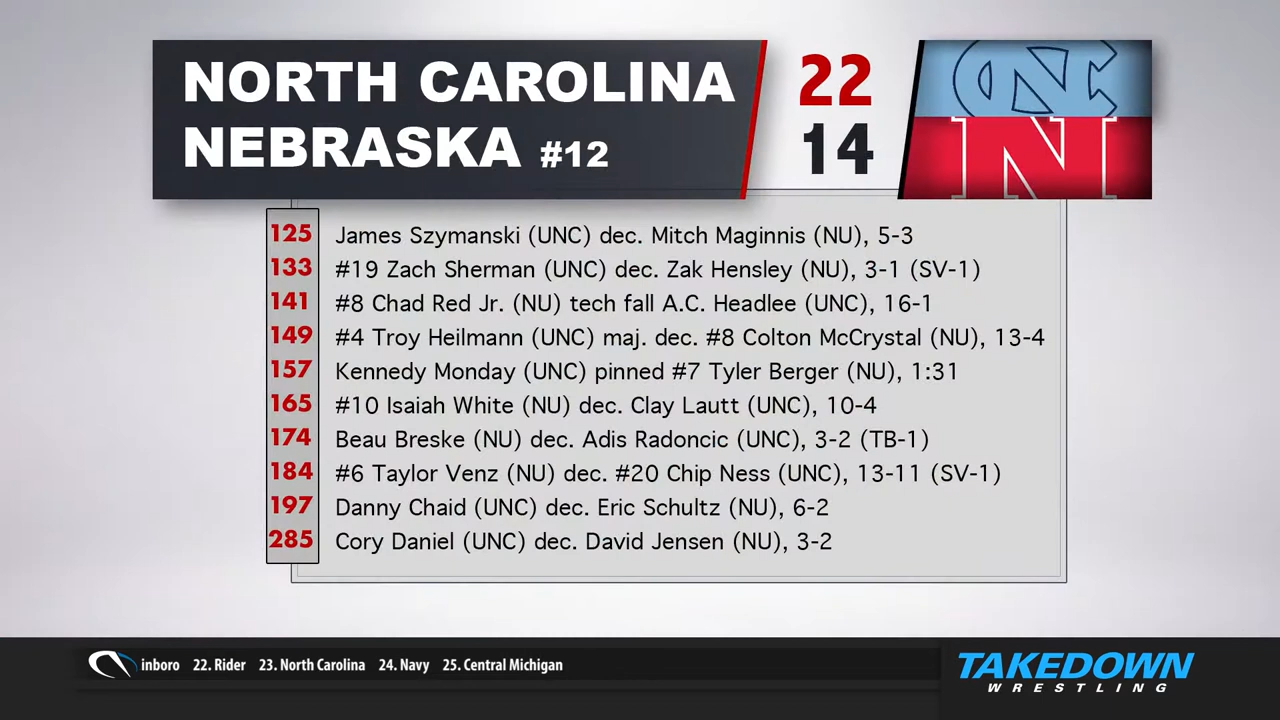 NORTH CAROLINA 22
NEBRASKA #12 14
NC
N
125 James Szymanski (UNC) dec. Mitch Maginnis (NU), 5-3
133 #19 Zach Sherman (UNC) dec. Zak Hensley (NU), 3-1 (SV-1)
141 #8 Chad Red Jr. (NU) tech fall A.C. Headlee (UNC), 16-1
149 #4 Troy Heilmann (UNC) maj. dec. #8 Colton McCrystal (NU), 13-4
157 Kennedy Monday (UNC) pinned #7 Tyler Berger (NU), 1:31
165 #10 Isaiah White (NU) dec. Clay Lautt (UNC), 10-4
174 Beau Breske (NU) dec. Adis Radoncic (UNC), 3-2 (TB-1)
184 #6 Taylor Venz (NU) dec. #20 Chip Ness (UNC), 13-11 (SV-1)
197 Danny Chaid (UNC) dec. Eric Schultz (NU), 6-2
285 Cory Daniel (UNC) dec. David Jensen (NU), 3-2
inboro 22. Rider 23. North Carolina 24. Navy 25. Central Michigan
TAKEDOWN
WRESTLING